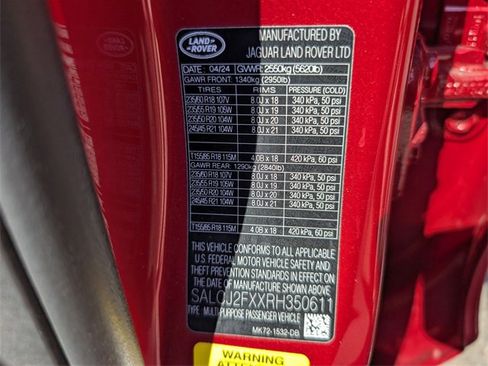 LAND ROVER
MANUFACTURED BY
JAGUAR LAND ROVER LTD
DATE : 04/24 GVWR: 2550kg (5620lb)
GAWR FRONT: 1340kg (2950lb)
TIRES RIMS PRESSURE (COLD)
235/60 R18 107V 8.0J x 18 340 kPa, 50 psi
235/55 R19 105W 8.0J x 19 340 kPa, 50 psi
235/50 R20 104W 8.0J x 20 340 kPa, 50 psi
245/45 R21 104W 8.0J x 21 340 kPa, 50 psi
T155/85 R18 115M 4.0B x 18 420 kPa, 60 psi
GAWR REAR: 1290kg (2840lb)
235/60 R18 107V 8.0J x 18 340 kPa, 50 psi
235/55 R19 105W 8.0J x 19 340 kPa, 50 psi
235/50 R20 104W 8.0J x 20 340 kPa, 50 psi
245/45 R21 104W 8.0J x 21 340 kPa, 50 psi
T155/85 R18 115M 4.0B x 18 420 kPa, 60 psi
THIS VEHICLE CONFORMS TO ALL APPLICABLE
U.S. FEDERAL MOTOR VEHICLE SAFETY STANDARDS
IN EFFECT ON THE DATE OF MANUFACTURE SHOWN ABOVE
SALCJ2FXXRH350611
TYPE : MULTI-PURPOSE PASSENGER VEHICLE
MK72-1532-DB
WARNING